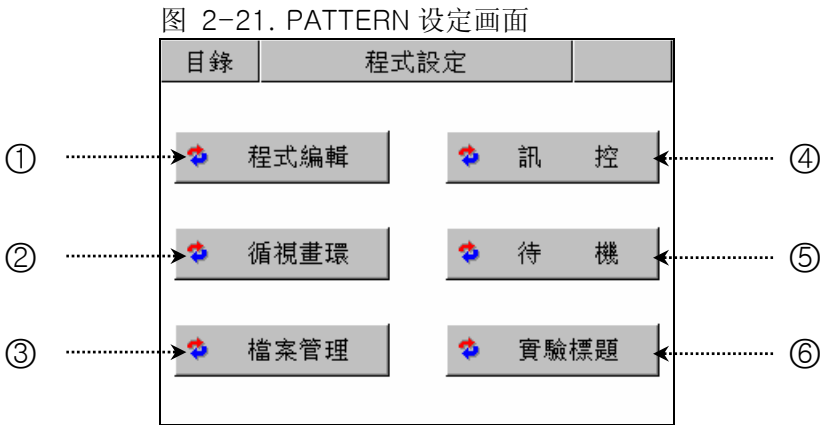 图 2-21. PATTERN 设定画面
目錄 程式設定
① 程式編輯 訊 控 ④
② 循視畫環 待 機 ⑤
③ 檔案管理 實驗標題 ⑥